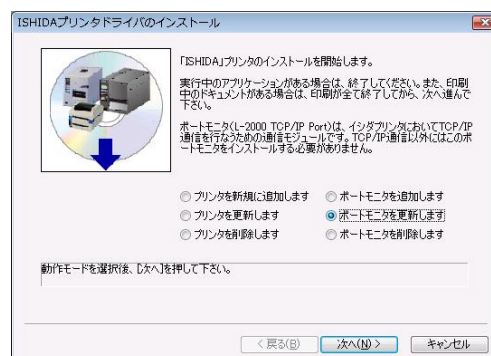 ISHIDAプリンタドライバのインストール
「ISHIDA」プリンタのインストールを開始します。
実行中のアプリケーションがある場合は、終了してください。また、印刷
中のドキュメントがある場合は、印刷が全て終了してから、次へ進んで
下さい。
ポートモニタ(L-2000 TCP/IP Port)は、イシダプリンタにおいてTCP/IP
通信を行なうための通信モジュールです。TCP/IP通信以外にはこのポ
ートモニタをインストールする必要がありません。
プリンタを新規に追加します ポートモニタを追加します
プリンタを更新します ポートモニタを更新します
プリンタを削除します ポートモニタを削除します
動作モードを選択後、[次へ]を押して下さい。
< 戻る(B) 次へ(N) > キャンセル